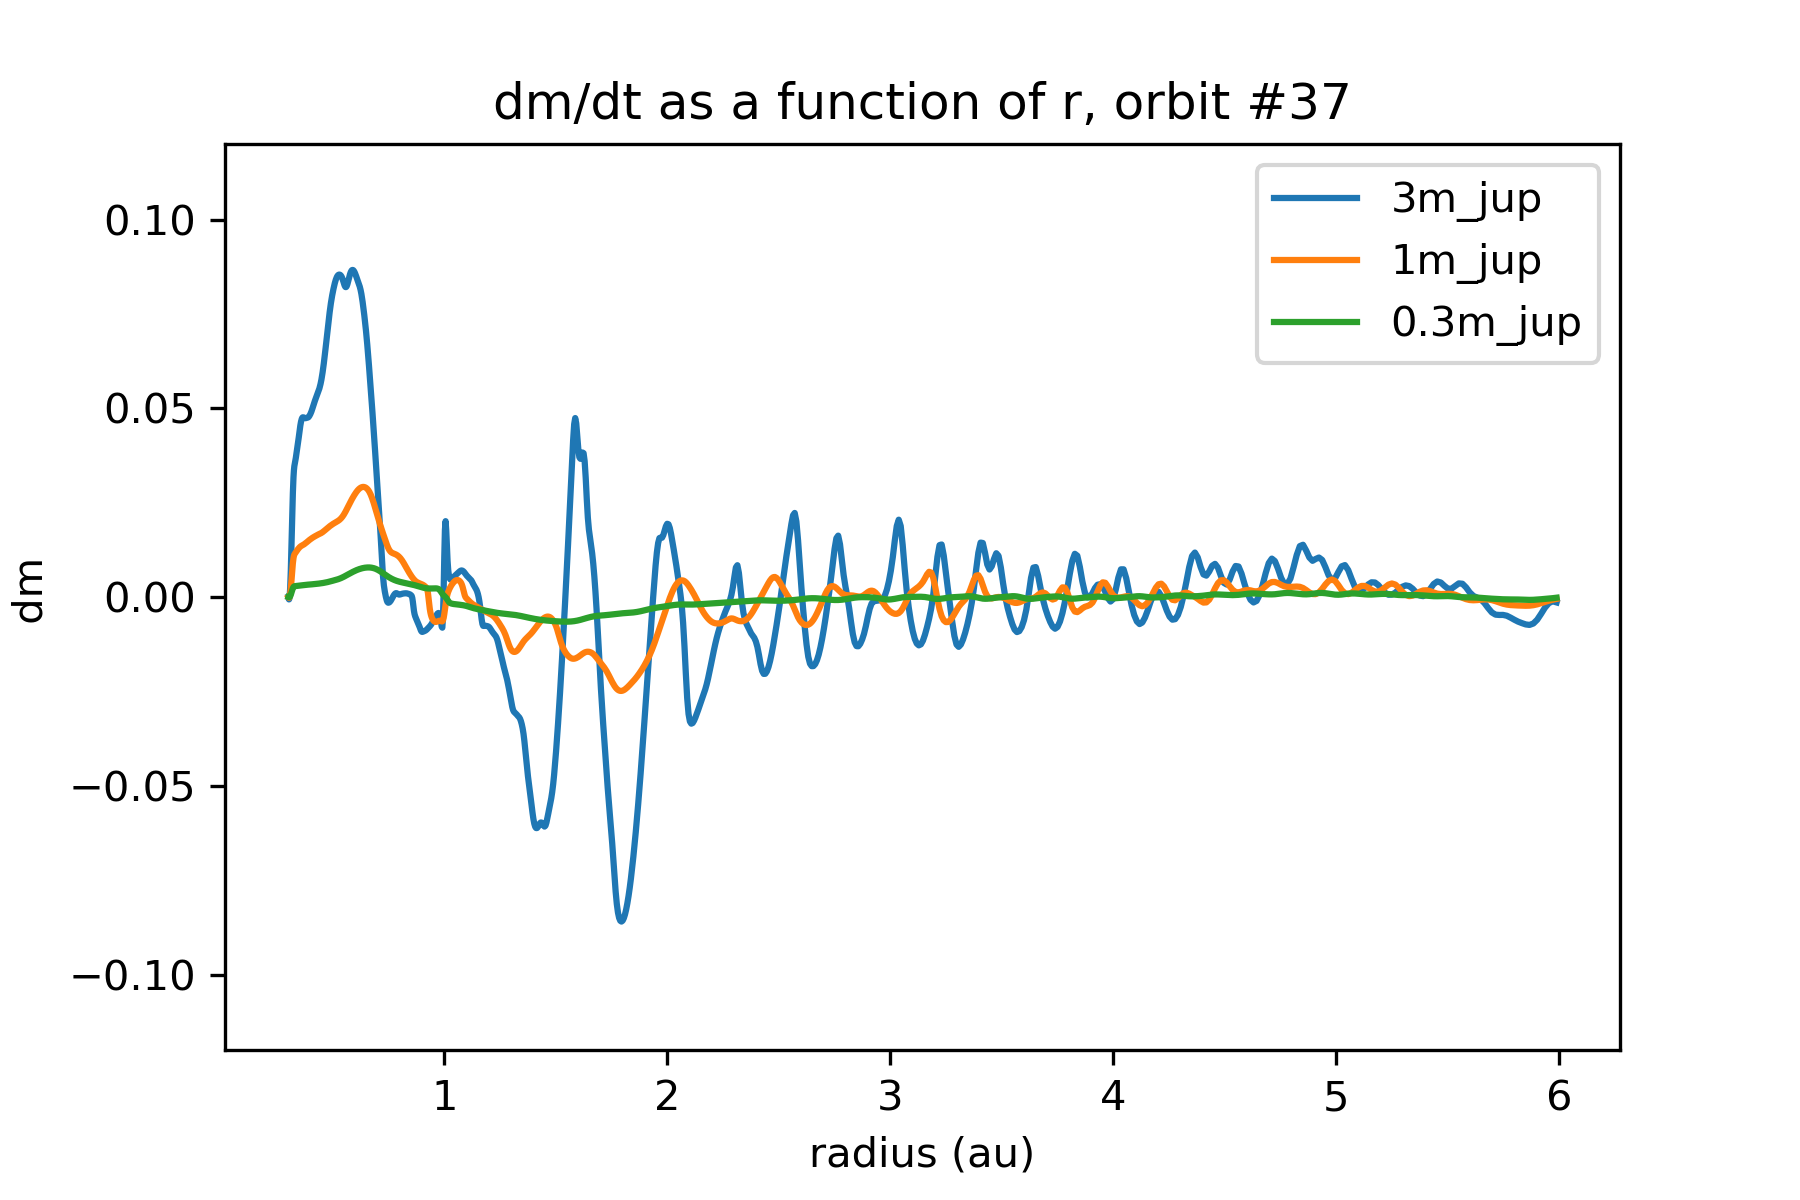 dm/dt as a function of r, orbit #37
3m_jup
1m_jup
0.3m_jup
dm
0.10
0.05
0.00
−0.05
−0.10
1 2 3 4 5 6
radius (au)